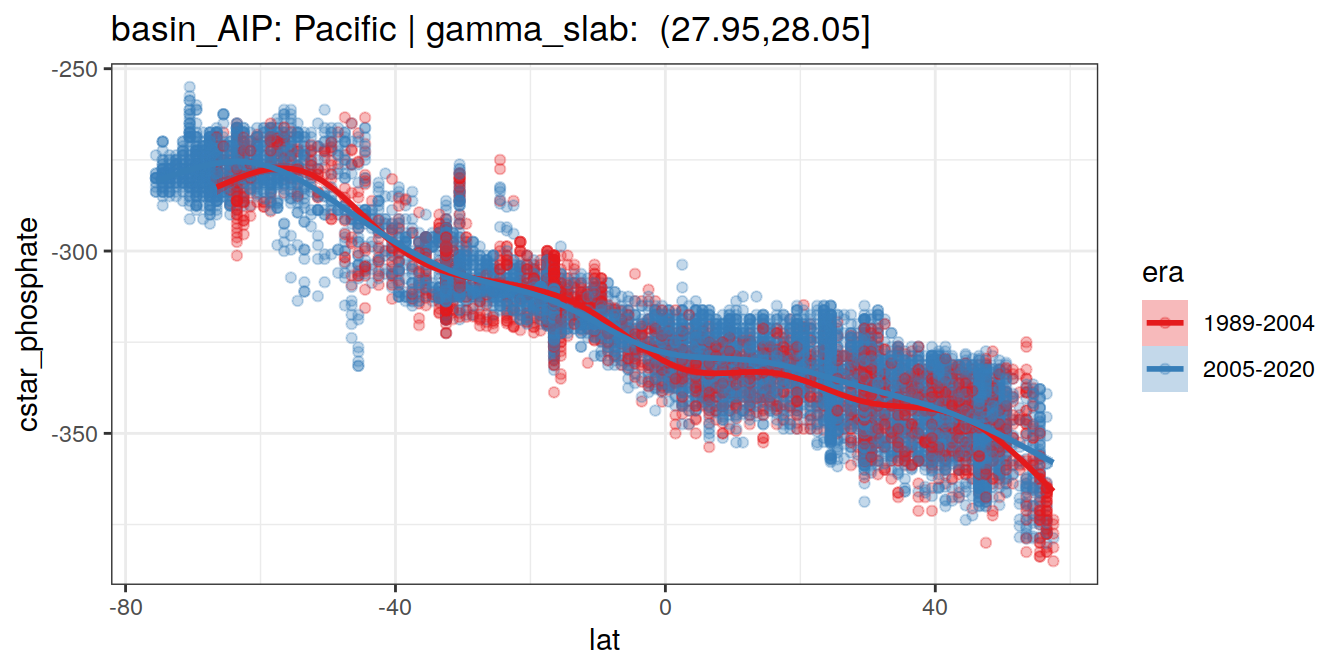 basin_AIP: Pacific | gamma_slab:  (27.95,28.05]
-250
-300
-350
cstar_phosphate
-80
-40
0
40
lat
era
1989-2004
2005-2020